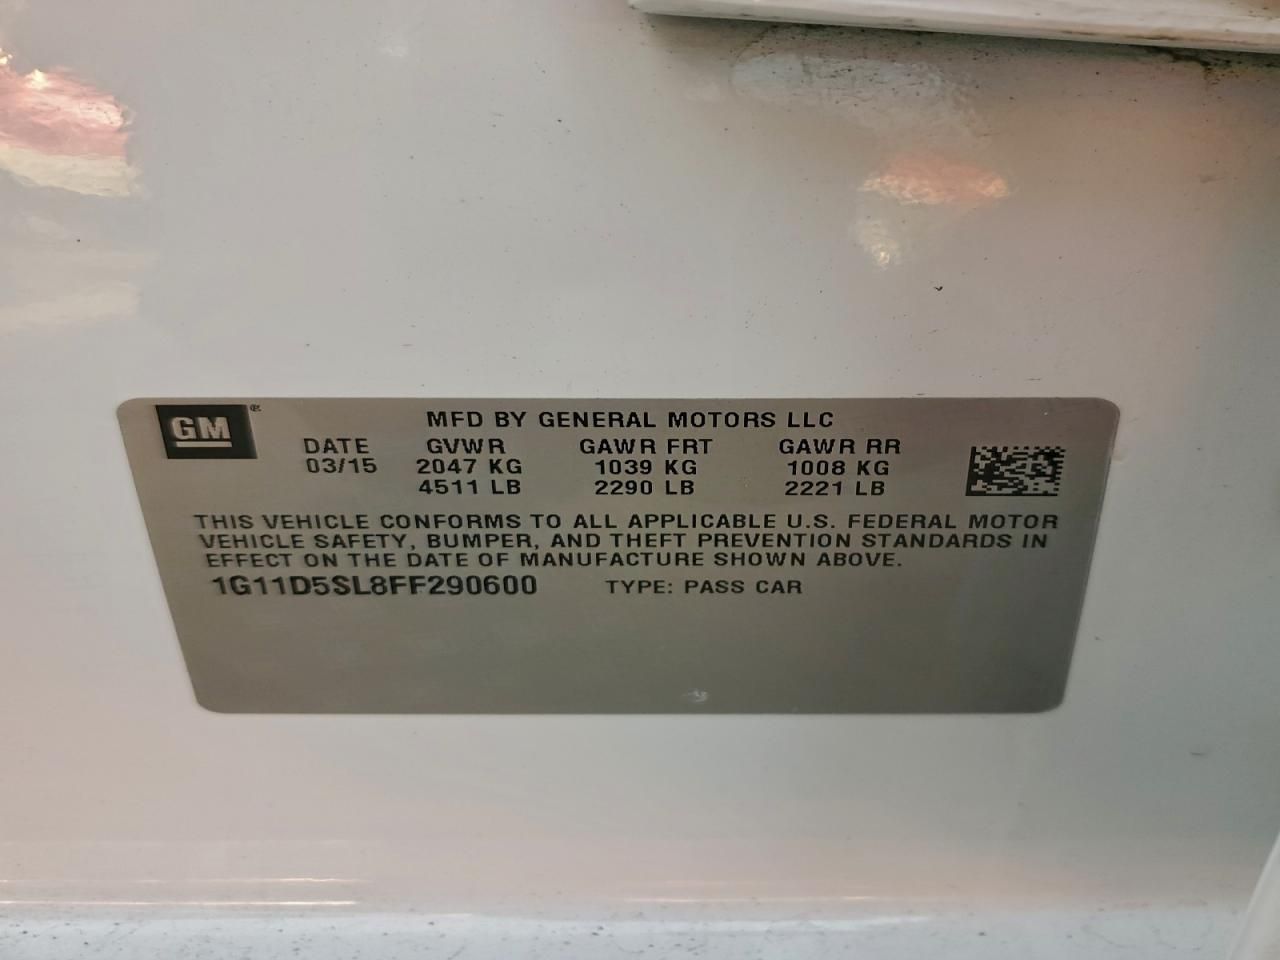 GM®
MFD BY GENERAL MOTORS LLC
DATE GVWR GAWR FRT GAWR RR
03/15 2047 KG 1039 KG 1008 KG
4511 LB 2290 LB 2221 LB
THIS VEHICLE CONFORMS TO ALL APPLICABLE U.S. FEDERAL MOTOR
VEHICLE SAFETY, BUMPER, AND THEFT PREVENTION STANDARDS IN
EFFECT ON THE DATE OF MANUFACTURE SHOWN ABOVE.
1G11D5SL8FF290600 TYPE: PASS CAR